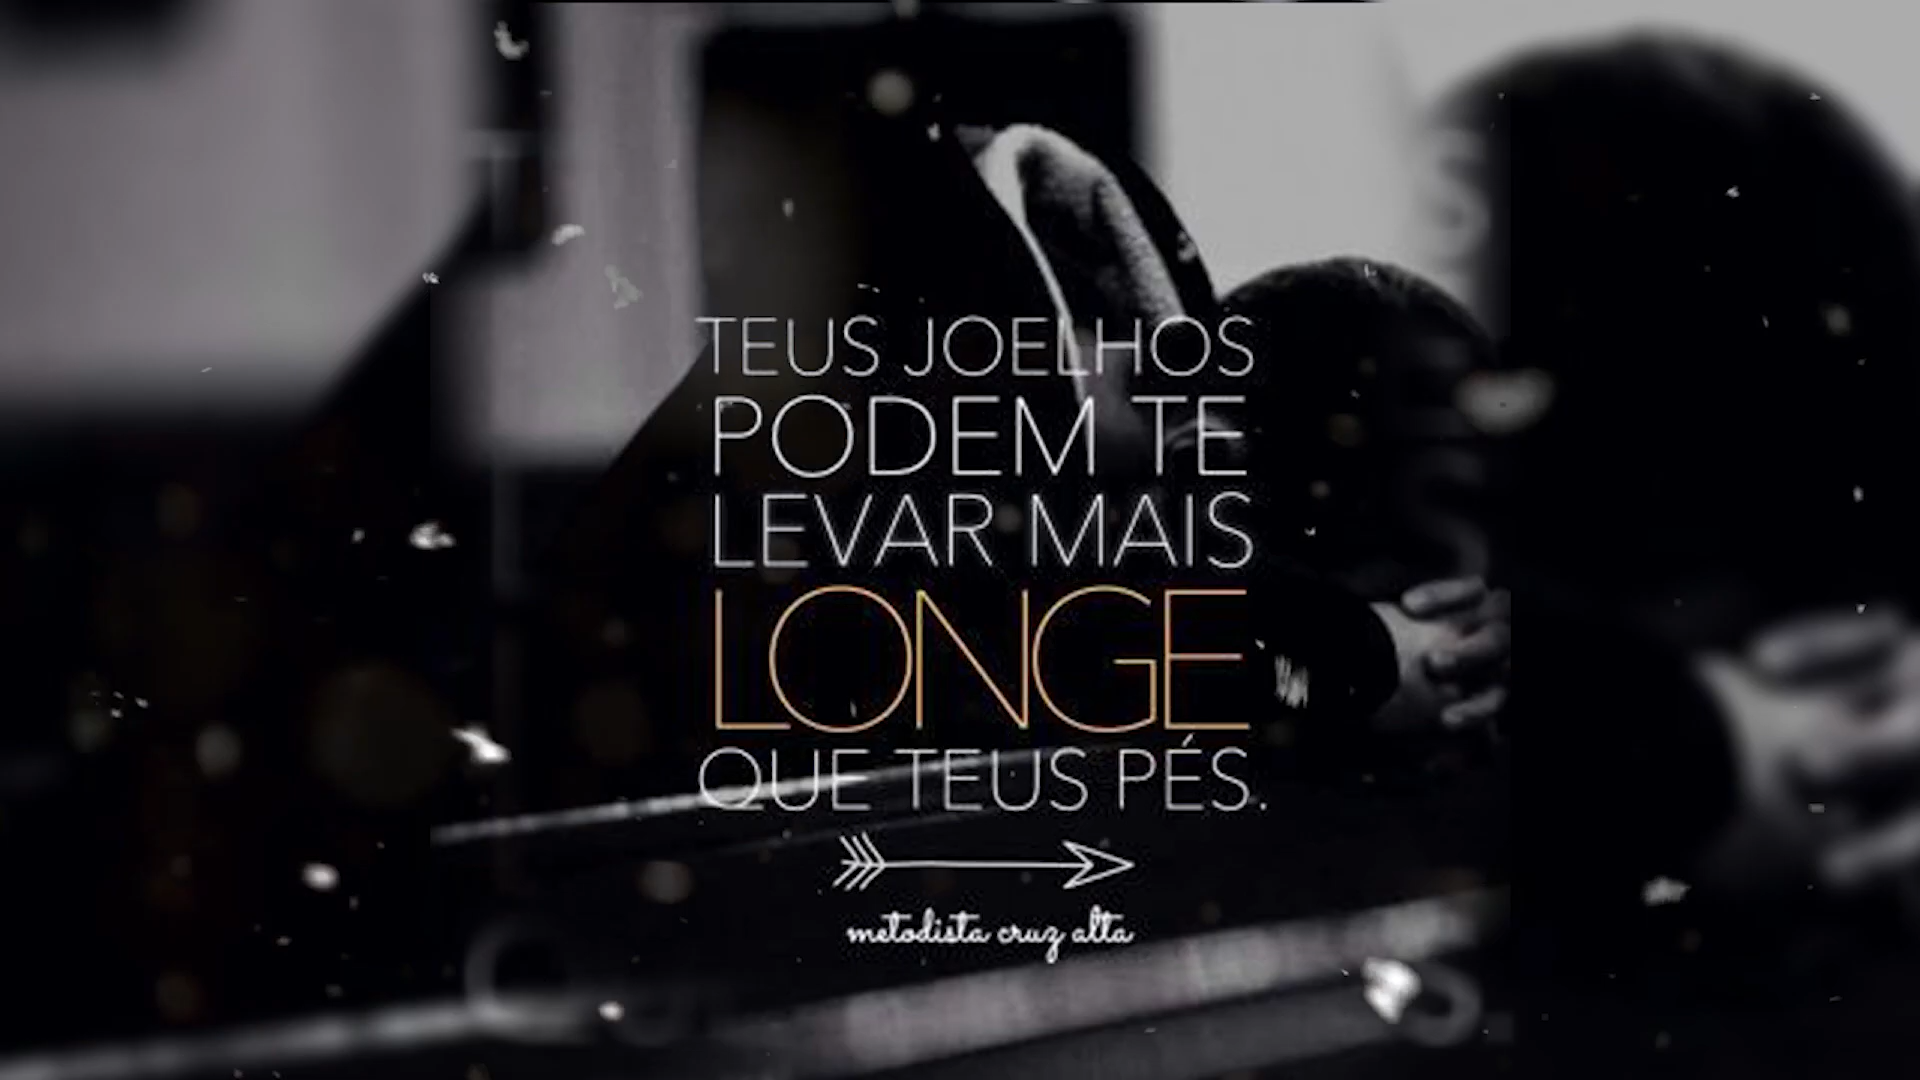 TEUS JOELHOS
PODEM TE
LEVAR MAIS
LONGE
QUE TEUS PÉS.
metodista cruz alta